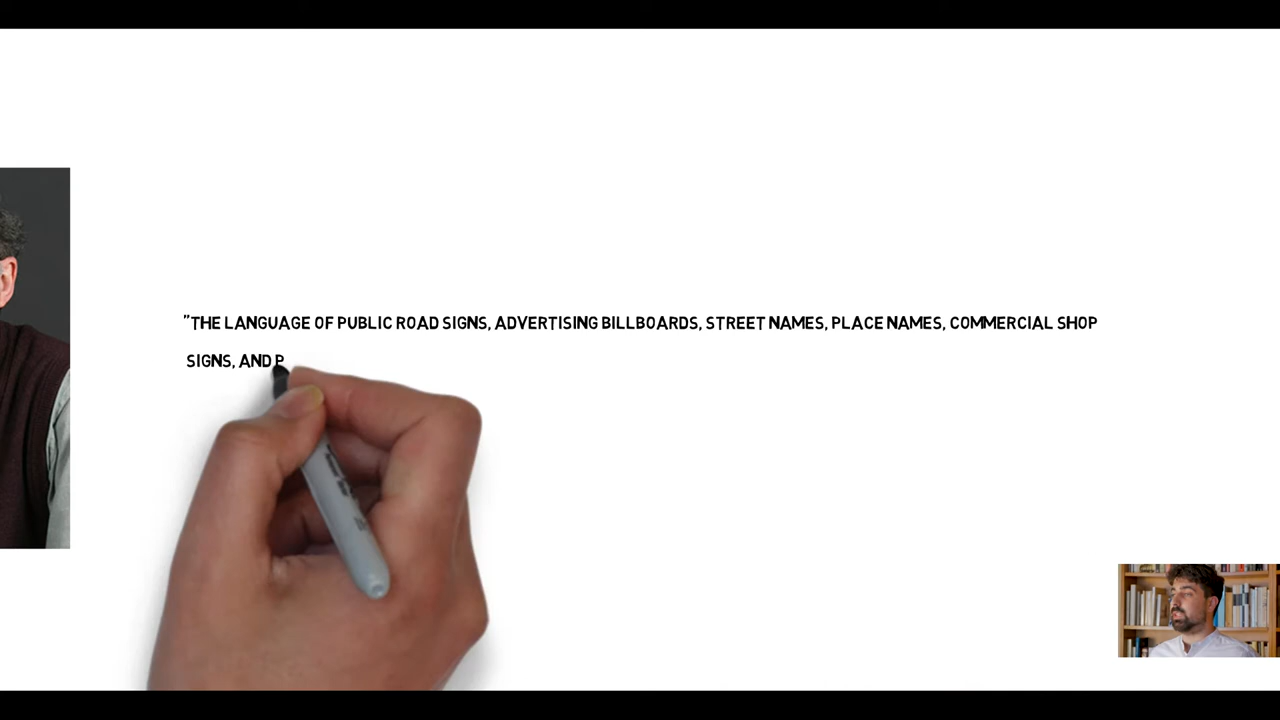 "THE LANGUAGE OF PUBLIC ROAD SIGNS, ADVERTISING BILLBOARDS, STREET NAMES, PLACE NAMES, COMMERCIAL SHOP
SIGNS, AND P